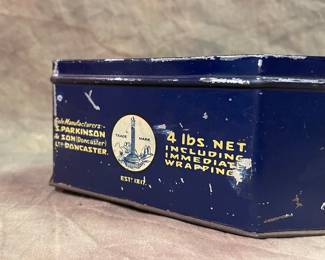 Sole Manufacturers-
S. PARKINSON
& SON (Doncaster)
LTD DONCASTER.
TRADE MARK
ESTD 1817.
4 lbs. NET
INCLUDING
IMMEDIATE
WRAPPING